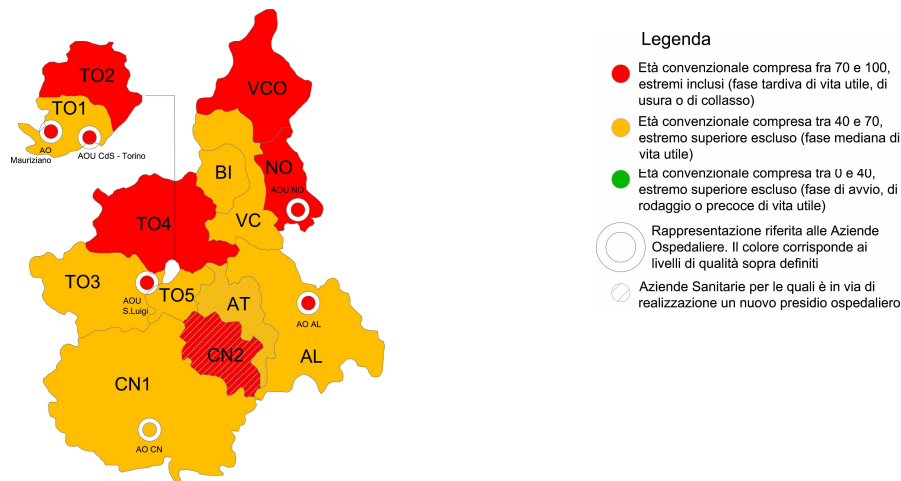 TO2
TO1
AO
Mauriziano
AOU CdS - Torino
VCO
BI
NO
AOU NO
VC
TO4
TO3
AOU
S.Luigi
TO5
AT
AO AL
CN2
AL
CN1
AO CN
Legenda
Età convenzionale compresa fra 70 e 100,
estremi inclusi (fase tardiva di vita utile, di
usura o di collasso)
Età convenzionale compresa tra 40 e 70,
estremo superiore escluso (fase mediana di
vita utile)
Età convenzionale compresa tra 0 e 40,
estremo superiore escluso (fase di avvio, di
rodaggio o precoce di vita utile)
Rappresentazione riferita alle Aziende
Ospedaliere. Il colore corrisponde ai
livelli di qualità sopra definiti
Aziende Sanitarie per le quali è in via di
realizzazione un nuovo presidio ospedaliero